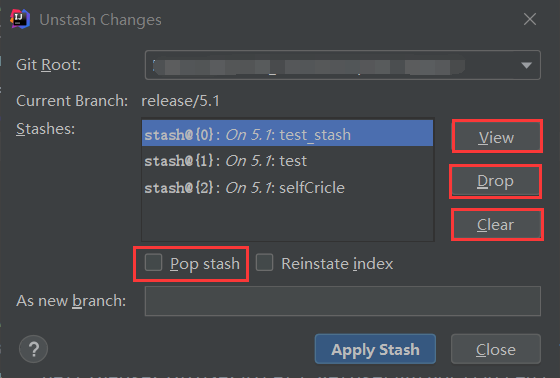 Unstash Changes
Git Root:
Current Branch: release/5.1
Stashes:
stash@{0}: On 5.1: test_stash
stash@{1}: On 5.1: test
stash@{2}: On 5.1: selfCricle
View
Drop
Clear
Pop stash
Reinstate index
As new branch:
?
Apply Stash
Close